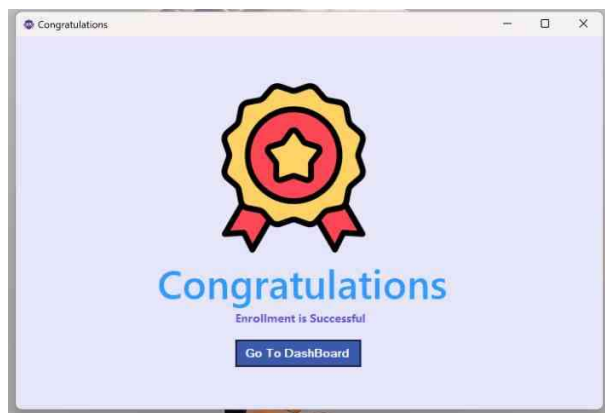 Congratulations
Congratulations
Enrollment is Successful
Go To DashBoard